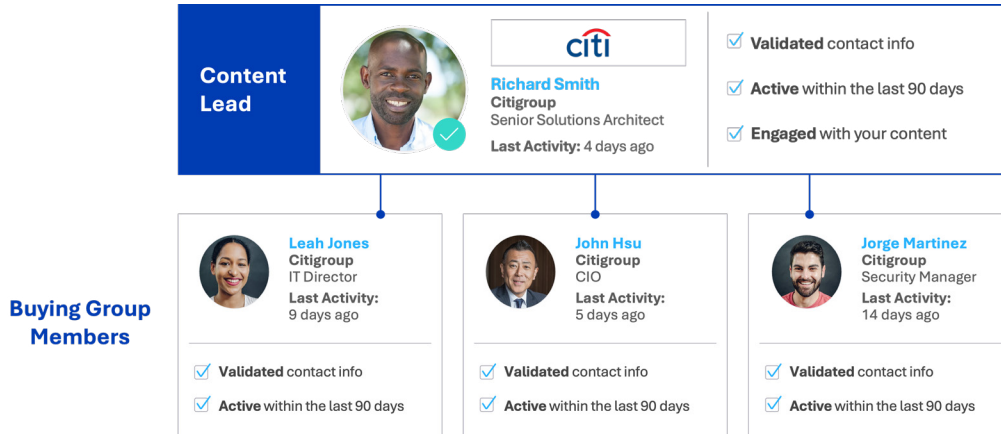 Content
Lead
citi
Richard Smith
Citigroup
Senior Solutions Architect
Last Activity: 4 days ago
Validated contact info
Active within the last 90 days
Engaged with your content
Buying Group
Members
Leah Jones
Citigroup
IT Director
Last Activity:
9 days ago
Validated contact info
Active within the last 90 days
John Hsu
Citigroup
CIO
Last Activity:
5 days ago
Validated contact info
Active within the last 90 days
Jorge Martinez
Citigroup
Security Manager
Last Activity:
14 days ago
Validated contact info
Active within the last 90 days